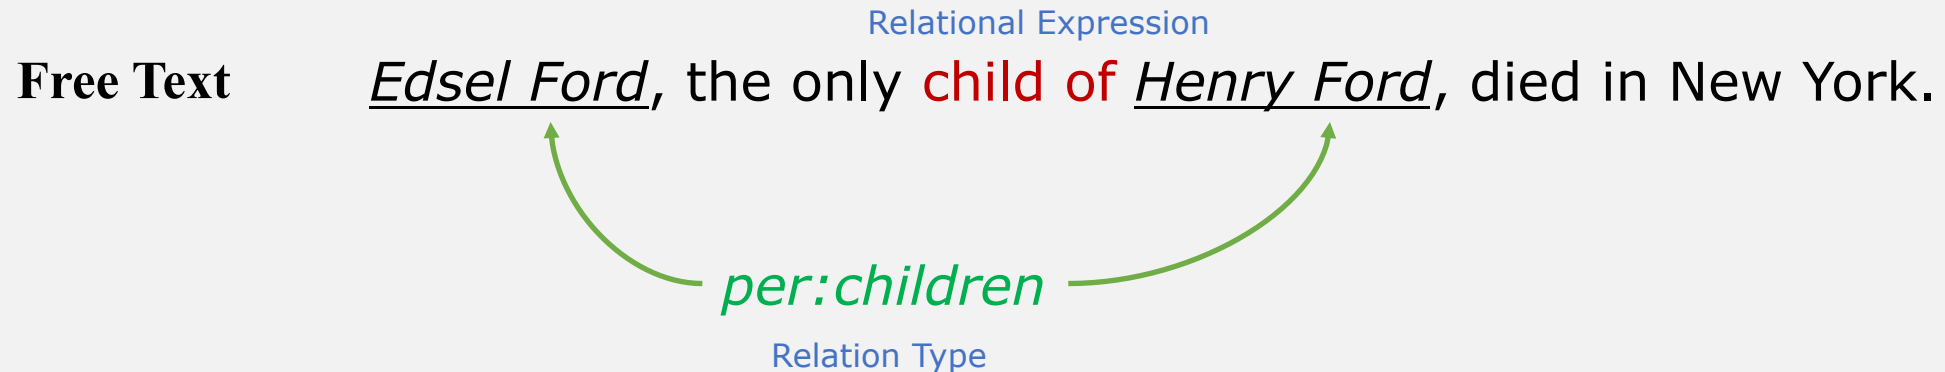 Relational Expression
Free Text Edsel Ford, the only child of Henry Ford, died in New York.
per:children
Relation Type